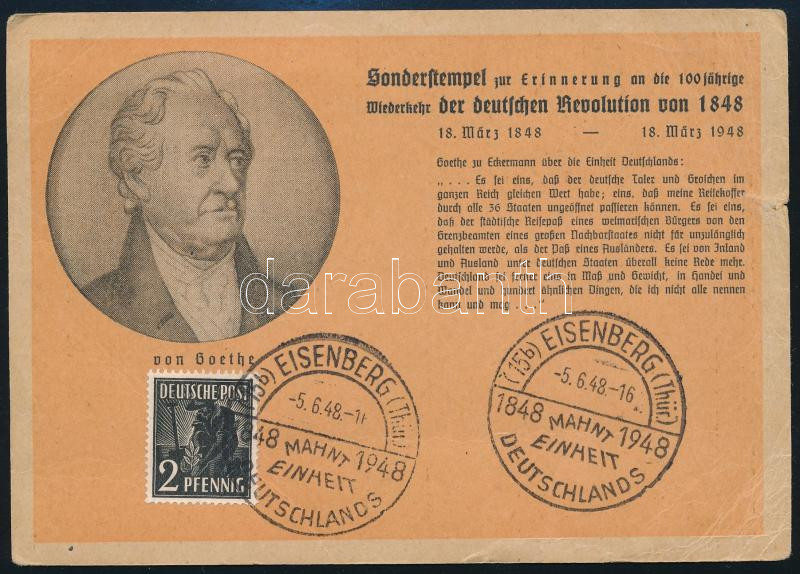 Sonderstempel zur Erinnerung an die 100jährige
Wiederkehr der deutschen Revolution von 1848
18. März 1848 — 18. März 1948
Goethe zu Eckermann über die Einheit Deutschlands:
„. . . . Es sei eins, daß der deutsche Taler und Groschen im
ganzen Reich gleichen Wert habe; eins, daß meine Reisekoffer
durch alle 36 Staaten ungeöffnet passieren können. Es sei eins,
daß der städtische Reisepaß eines weimarischen Bürgers von den
Grenzbeamten eines großen Nachbarstaates nicht für unzulänglich
gehalten werde, als der Paß eines Ausländers. Es sei von Inland
und Ausland unter deutschen Staaten überall keine Rede mehr.
Deutschland sei ferner eins in Maß und Gewicht, in Handel und
Wandel und hundert ähnlichen Dingen, die ich nicht alle nennen
kann und mag . . ."
darabanth
von Goethe
DEUTSCHE POST
2 PFENNIG
(15b) EISENBERG (Thür.)
-5.6.48.-1
1848 MAHNT 1948
EINHEIT
DEUTSCHLANDS
(15b) EISENBERG (Thür.)
-5.6.48.-16
1848 MAHNT 1948
EINHEIT
DEUTSCHLANDS